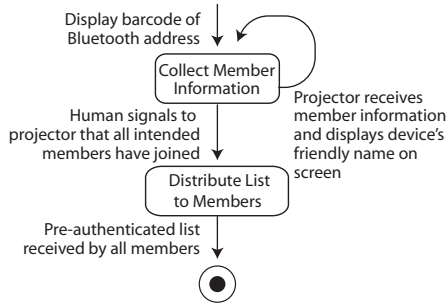 Display barcode of
Bluetooth address
Collect Member
Information
Projector receives
member information
and displays device's
friendly name on
screen
Human signals to
projector that all intended
members have joined
Distribute List
to Members
Pre-authenticated list
received by all members